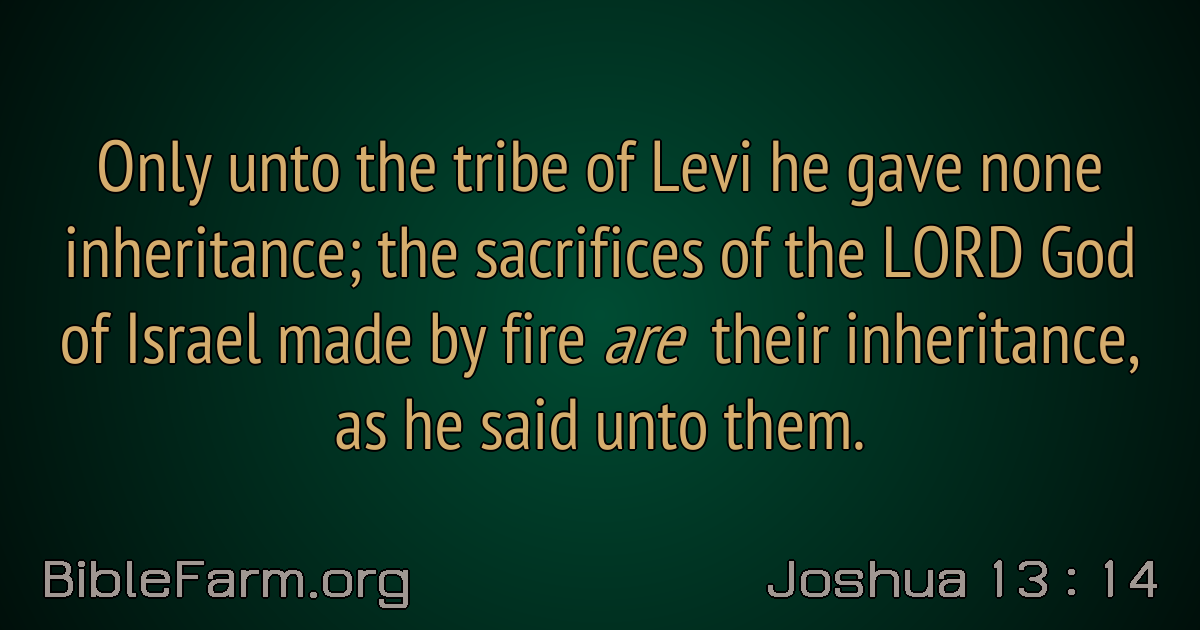 Only unto the tribe of Levi he gave none
inheritance; the sacrifices of the LORD God
of Israel made by fire are their inheritance,
as he said unto them.
BibleFarm.org
Joshua 13 : 14